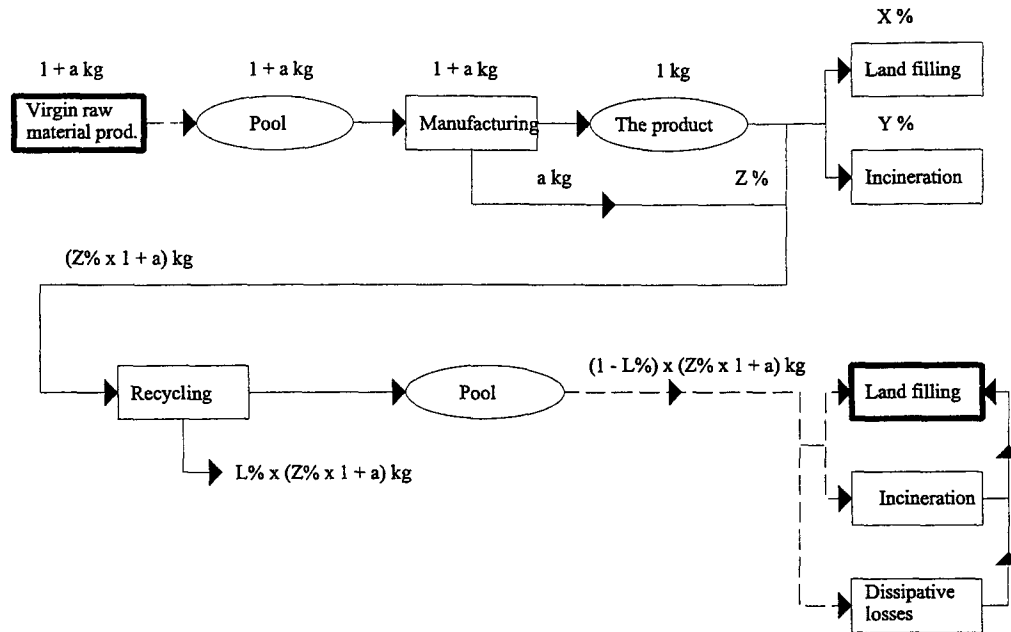 X %
1 + a kg
1 + a kg
1 + a kg
1 kg
Land filling
Virgin raw
material prod.
Pool
Manufacturing
The product
Y %
a kg
Z %
Incineration
(Z% x 1 + a) kg
(1 - L%) x (Z% x 1 + a) kg
Recycling
Pool
Land filling
L% x (Z% x 1 + a) kg
Incineration
Dissipative
losses